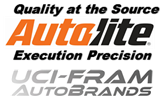 Quality at the Source
Autolite
Execution Precision
UCI-FRAM
AUTOBRANDS